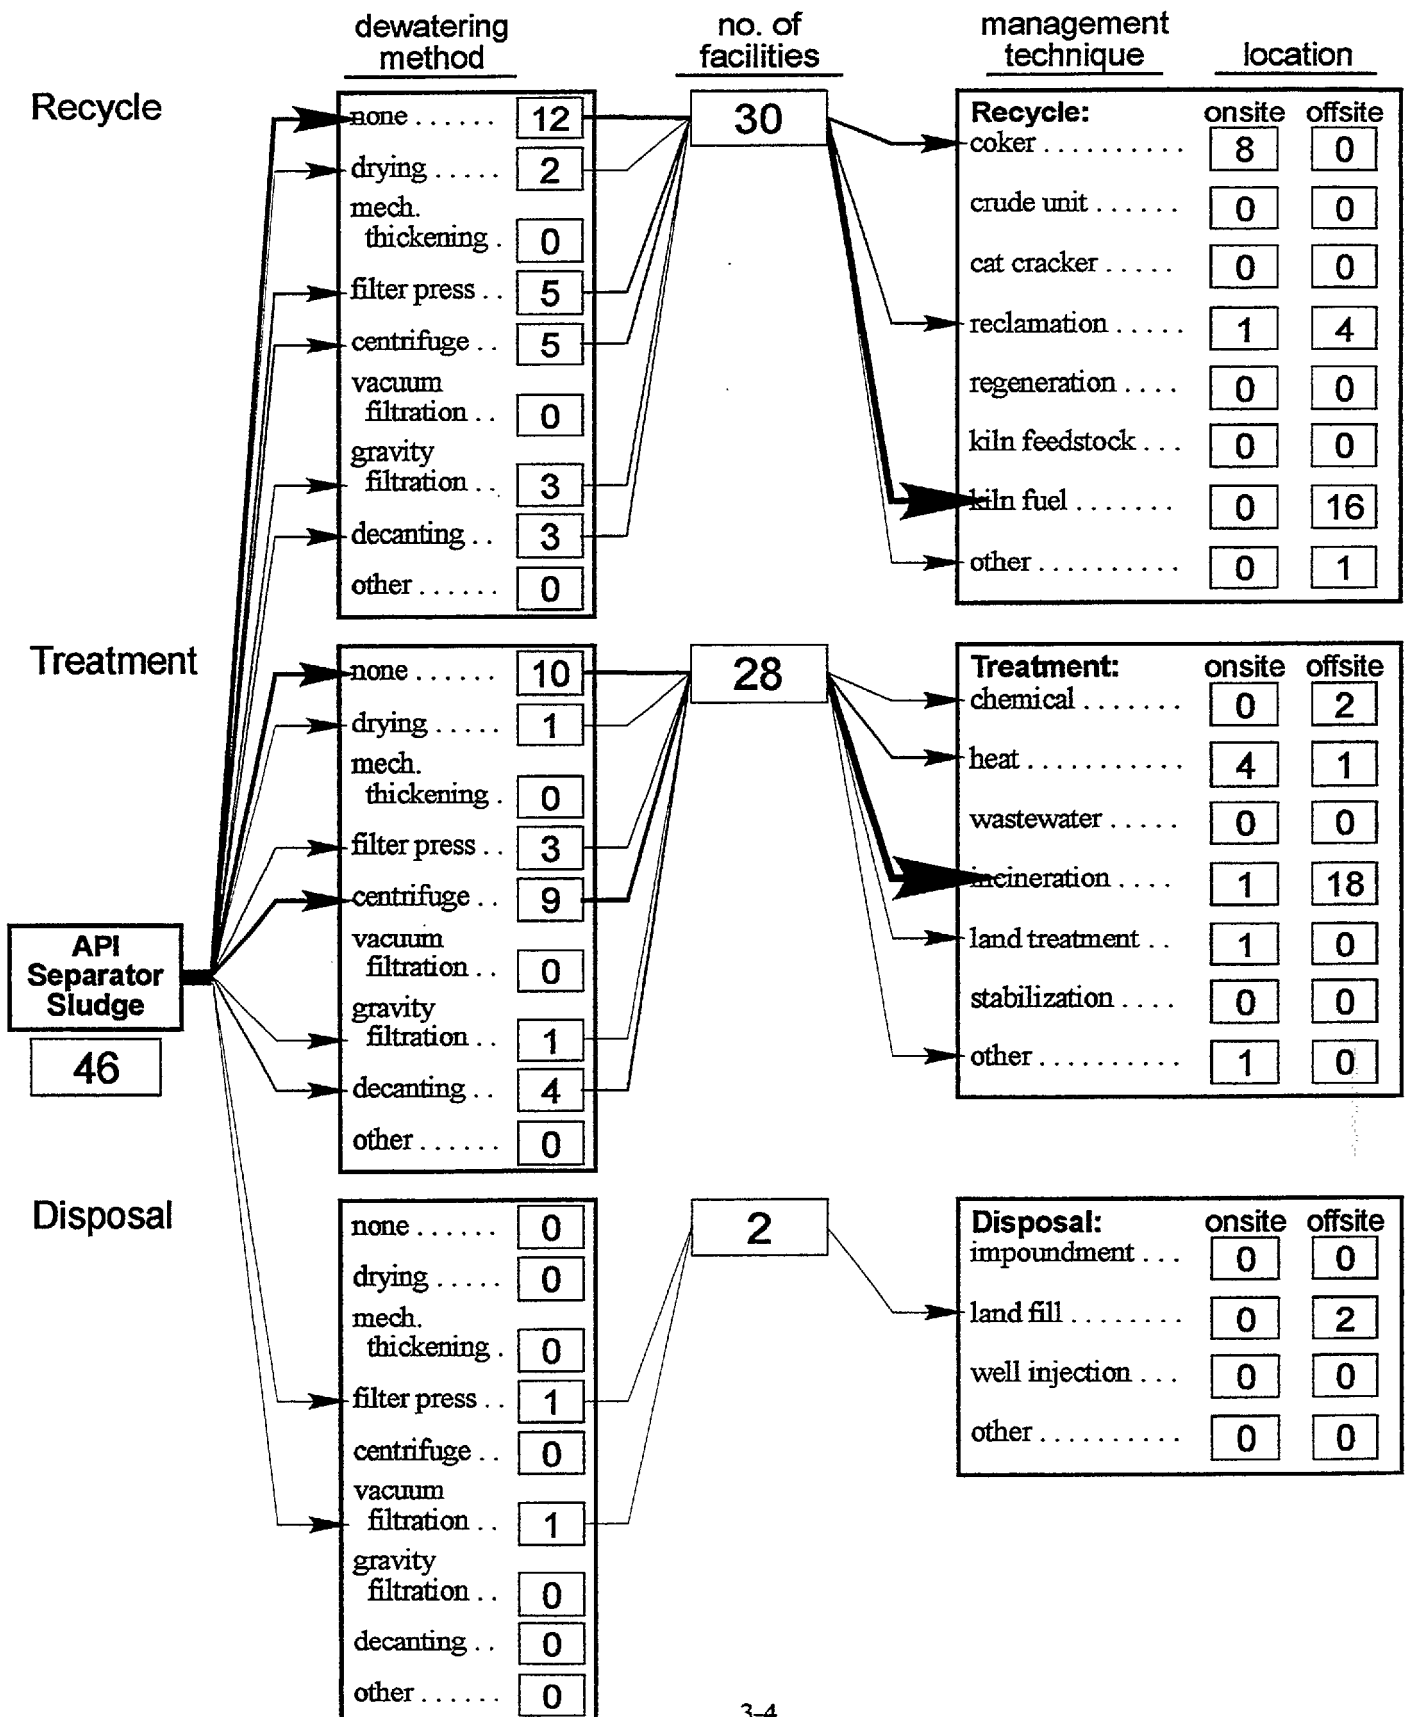 dewatering method no. of facilities management technique location
Recycle
none ...... 12
drying ..... 2
mech.
thickening . 0
filter press .. 5
centrifuge .. 5
vacuum
filtration .. 0
gravity
filtration .. 3
decanting .. 3
other ...... 0
30
Recycle: onsite offsite
coker .......... 8 0
crude unit ...... 0 0
cat cracker ..... 0 0
reclamation ..... 1 4
regeneration .... 0 0
kiln feedstock ... 0 0
kiln fuel ....... 0 16
other .......... 0 1
Treatment
none ...... 10
drying ..... 1
mech.
thickening . 0
filter press .. 3
centrifuge .. 9
vacuum
filtration .. 0
gravity
filtration .. 1
decanting .. 4
other ...... 0
28
Treatment: onsite offsite
chemical ....... 0 2
heat ........... 4 1
wastewater ..... 0 0
incineration .... 1 18
land treatment .. 1 0
stabilization .... 0 0
other .......... 1 0
API
Separator
Sludge
46
Disposal
none ...... 0
drying ..... 0
mech.
thickening . 0
filter press .. 1
centrifuge .. 0
vacuum
filtration .. 1
gravity
filtration .. 0
decanting .. 0
other ...... 0
2
Disposal: onsite offsite
impoundment ... 0 0
land fill ........ 0 2
well injection ... 0 0
other .......... 0 0
3-4